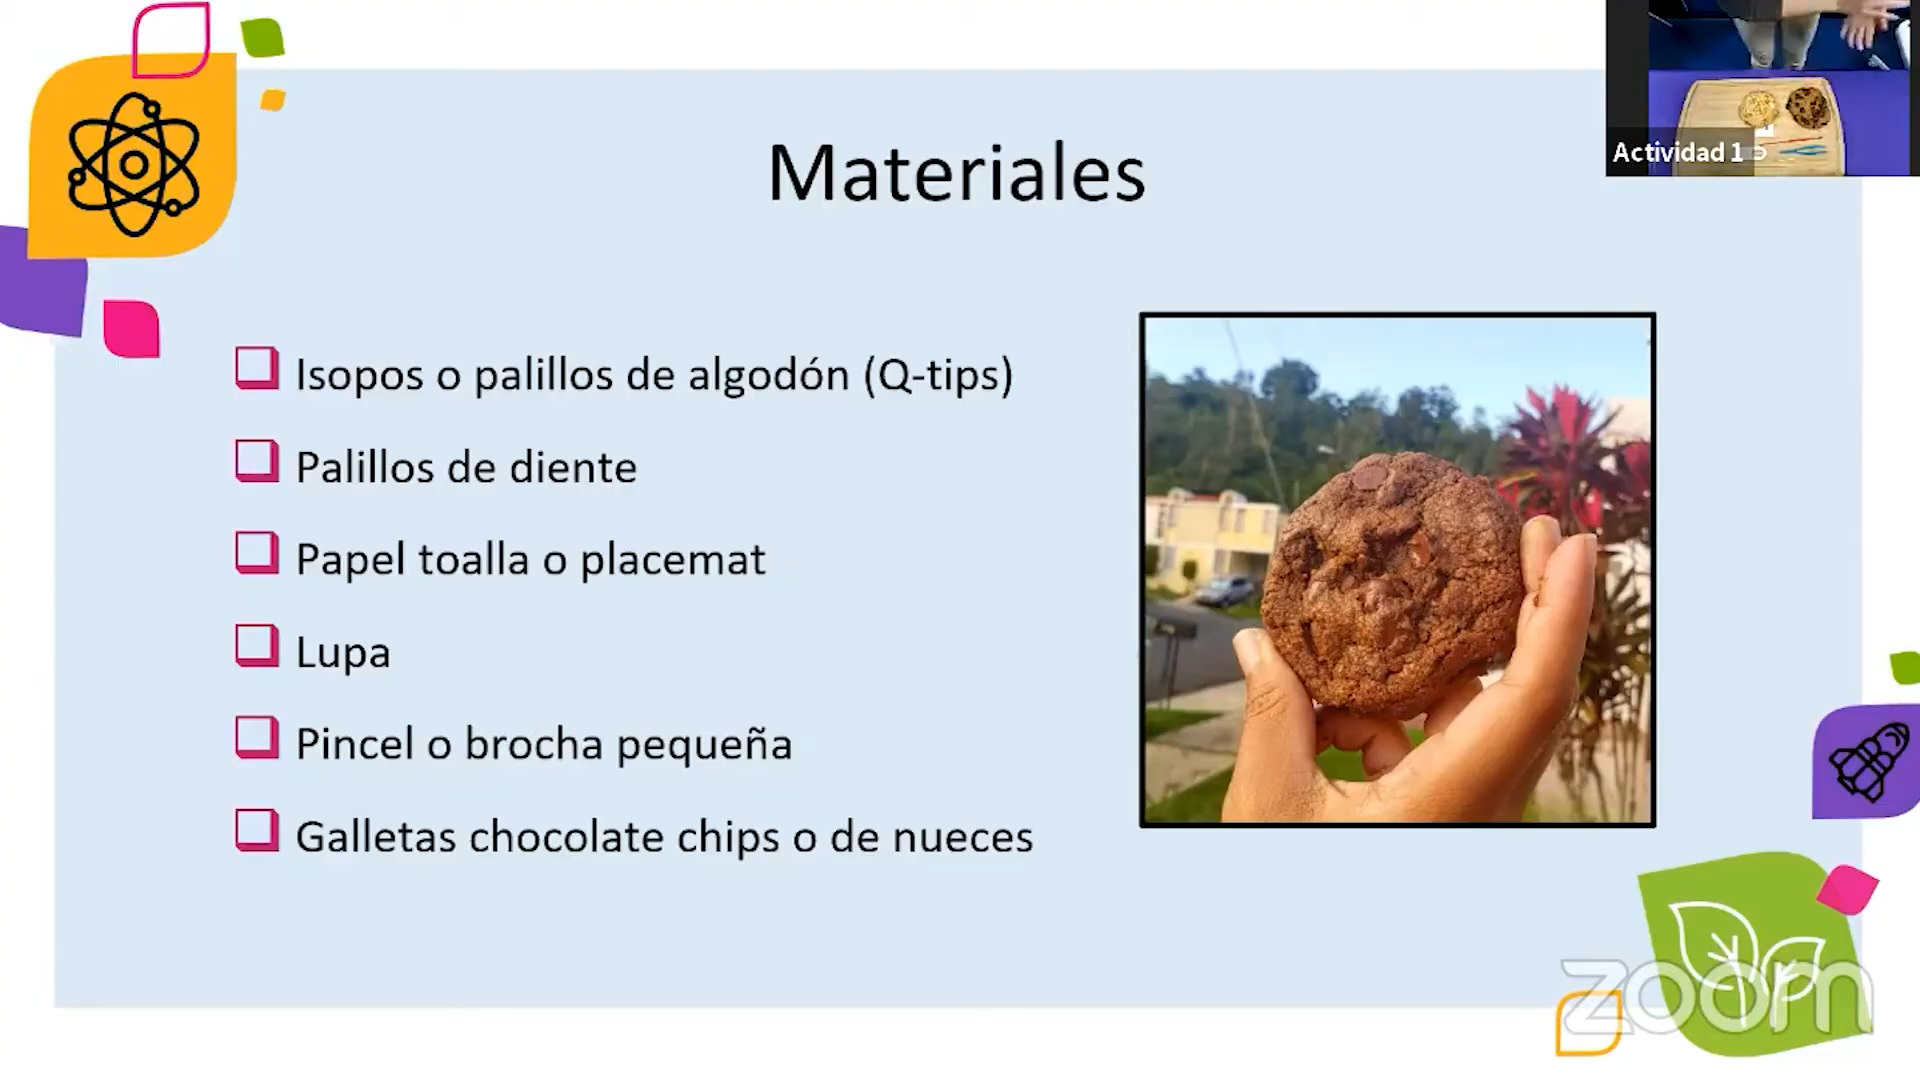 Actividad 1
Materiales
Isopos o palillos de algodón (Q-tips)
Palillos de diente
Papel toalla o placemat
Lupa
Pincel o brocha pequeña
Galletas chocolate chips o de nueces
zoom